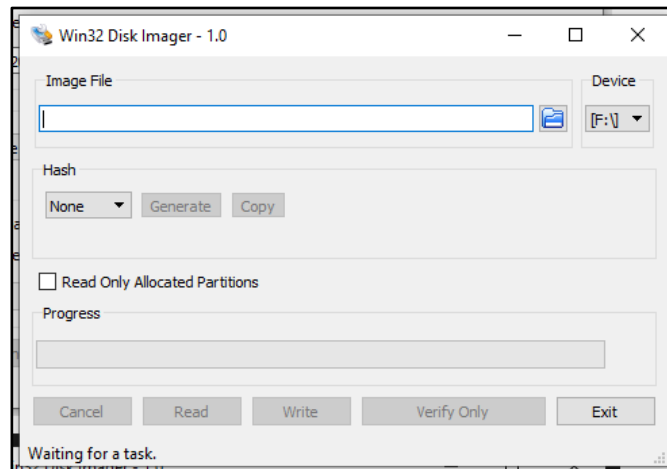 Win32 Disk Imager - 1.0
Image File
Device
[F:\]
Hash
None
Generate
Copy
Read Only Allocated Partitions
Progress
Cancel
Read
Write
Verify Only
Exit
Waiting for a task.